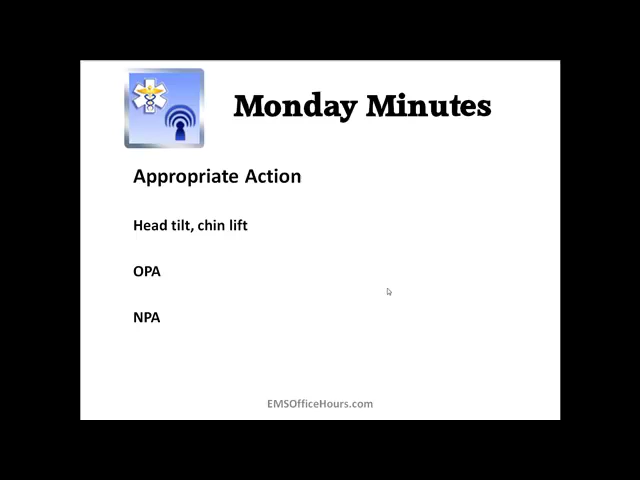 Monday Minutes
Appropriate Action
Head tilt, chin lift
OPA
NPA
EMSOfficeHours.com